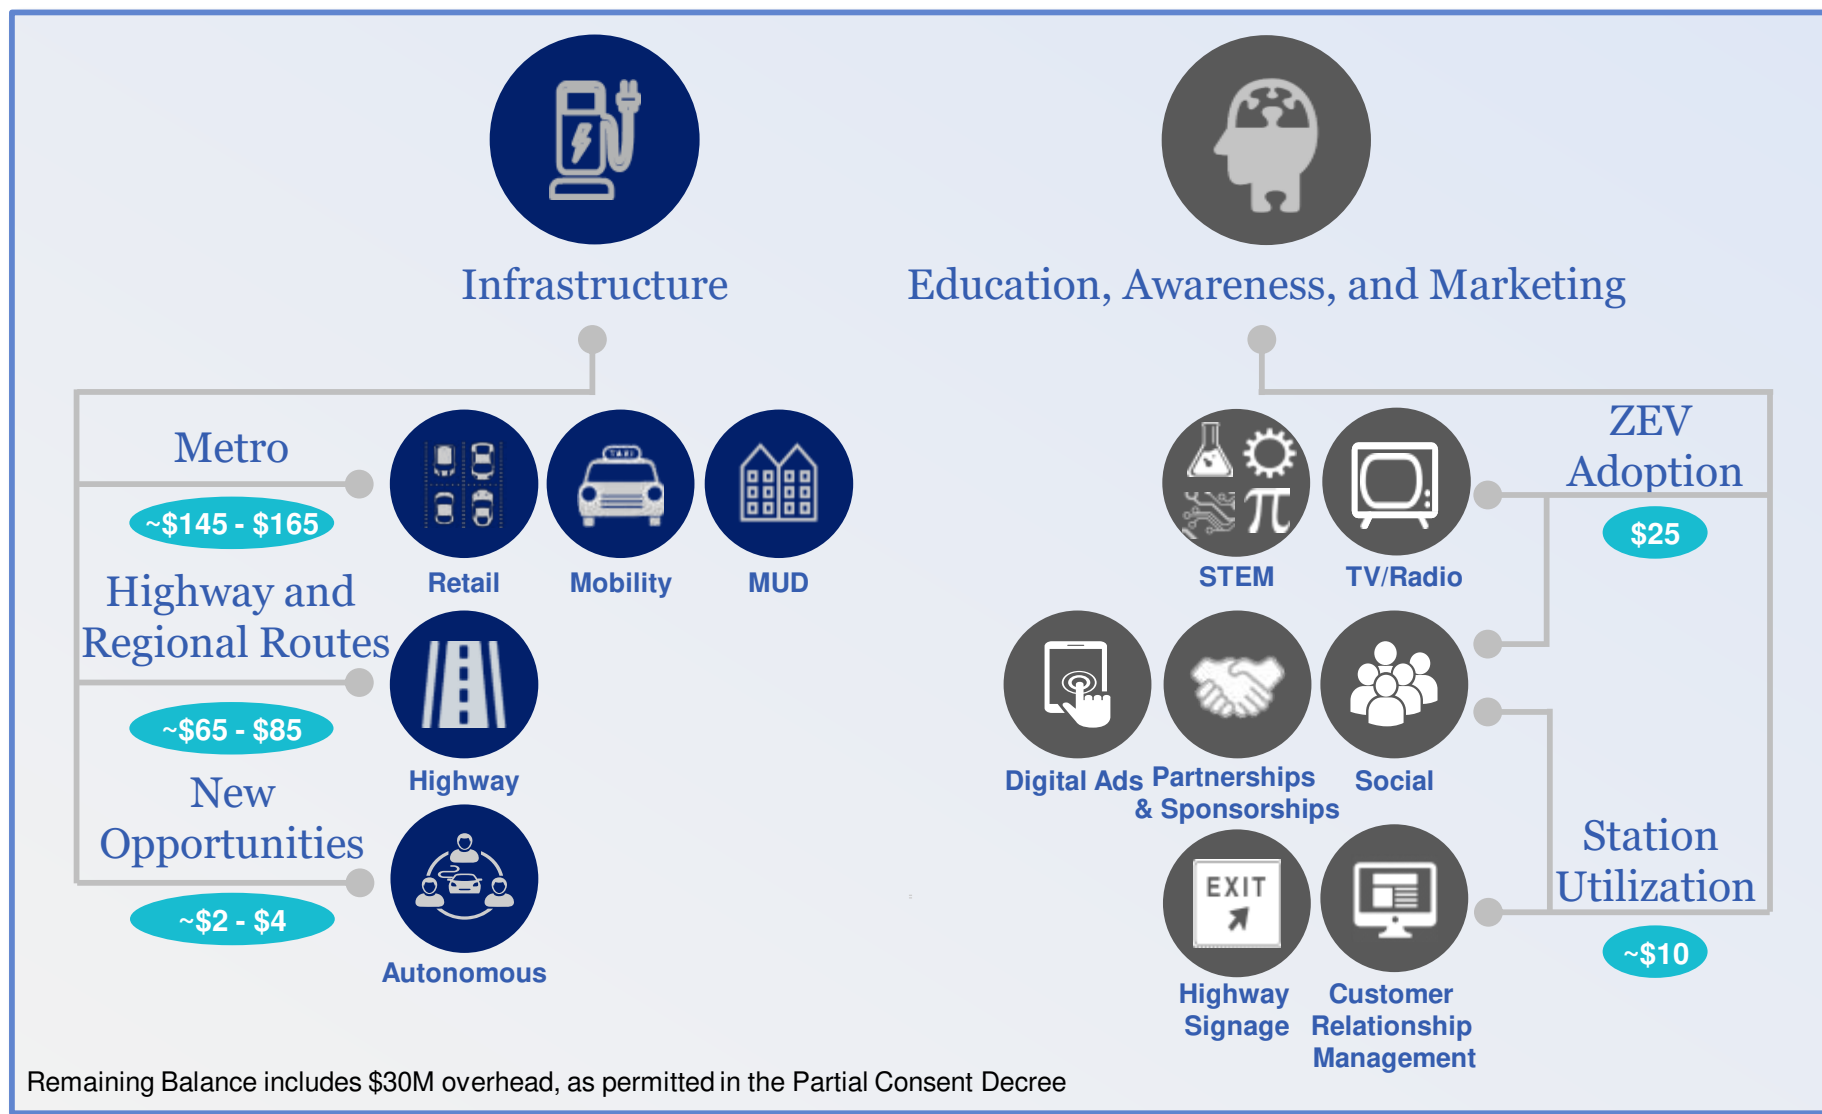 Infrastructure
Education, Awareness, and Marketing
Metro
~$145 - $165
TAXI
Retail
Mobility
MUD
Highway and
Regional Routes
~$65 - $85
Highway
New
Opportunities
~$2 - $4
Autonomous
π
STEM
TV/Radio
ZEV
Adoption
$25
Digital Ads
Partnerships
& Sponsorships
Social
EXIT
Highway
Signage
Customer
Relationship
Management
Station
Utilization
~$10
Remaining Balance includes $30M overhead, as permitted in the Partial Consent Decree